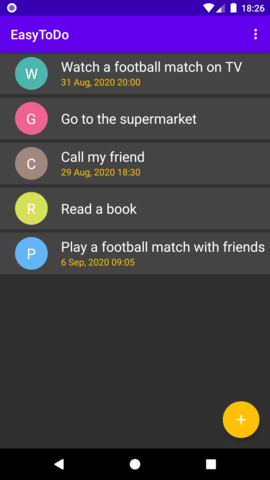 18:26
EasyToDo
W
Watch a football match on TV
31 Aug, 2020 20:00
G
Go to the supermarket
C
Call my friend
29 Aug, 2020 18:30
R
Read a book
P
Play a football match with friends
6 Sep, 2020 09:05
+